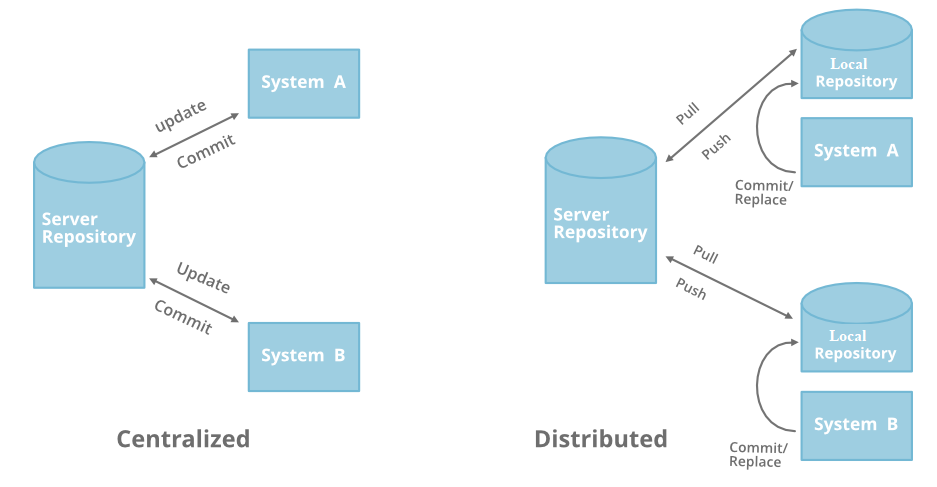 System A
update
Commit
Server
Repository
Update
Commit
System B
Centralized
Local
Repository
Pull
Push
System A
Commit/
Replace
Server
Repository
Pull
Push
Local
Repository
System B
Commit/
Replace
Distributed